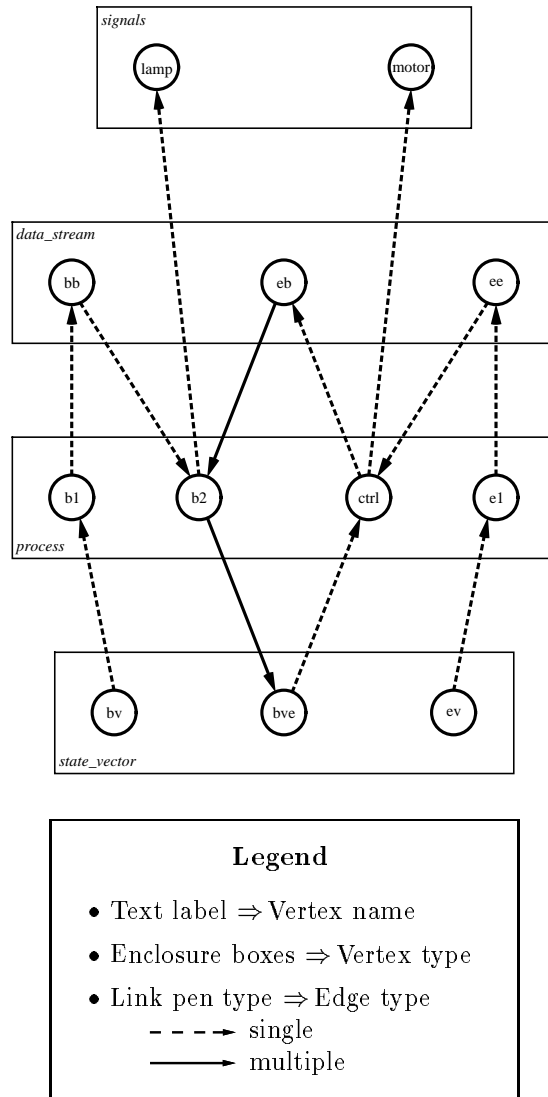 signals
lamp motor
data_stream
bb eb ee
b1 b2 ctrl e1
process
bv bve ev
state_vector
Legend
• Text label ⇒ Vertex name
• Enclosure boxes ⇒ Vertex type
• Link pen type ⇒ Edge type
single
multiple